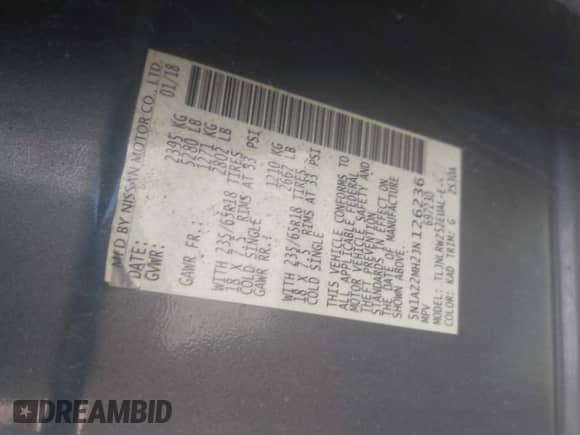 MFD BY NISSAN MOTOR CO., LTD.
DATE: 01/18
GVWR: 2395 KG
5280 LB
GAWR FR.: 1271 KG
2802 LB
WITH 235/65R18 TIRES
18 X 7.5 RIMS AT 33 PSI
COLD SINGLE
GAWR RR.: 1210 KG
2667 LB
WITH 235/65R18 TIRES
18 X 7.5 RIMS AT 33 PSI
COLD SINGLE
THIS VEHICLE CONFORMS TO
ALL APPLICABLE FEDERAL
MOTOR VEHICLE SAFETY AND
THEFT PREVENTION
STANDARDS IN EFFECT ON
THE DATE OF MANUFACTURE
SHOWN ABOVE.
5N1AZ2MH2JN126236
MPV 69223D
MODEL: TLJNLRWZ52EUAL-E-C
COLOR: KAD TRIM: G 2530A
DREAMBID